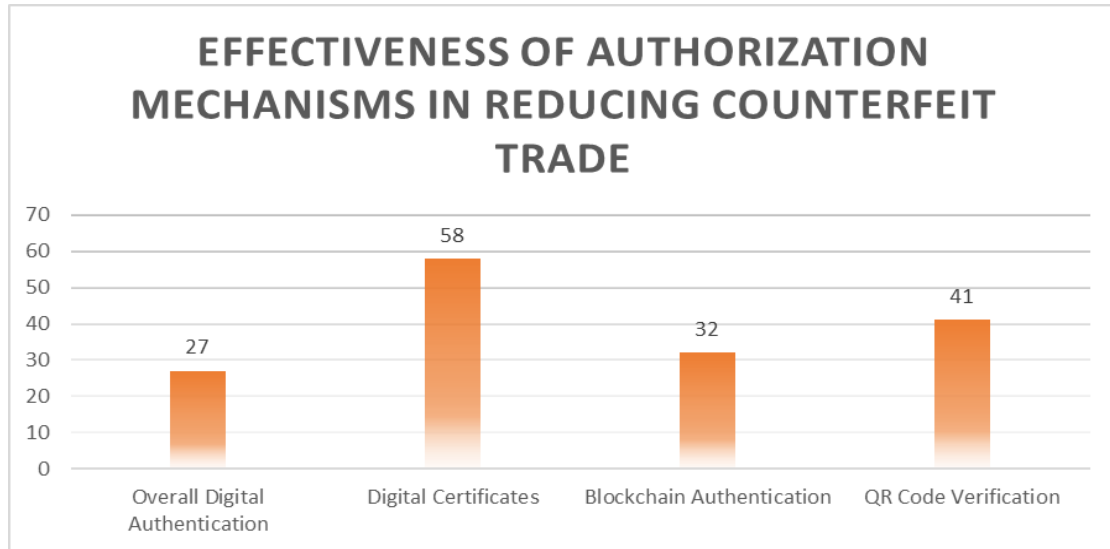 EFFECTIVENESS OF AUTHORIZATION
MECHANISMS IN REDUCING COUNTERFEIT
TRADE
70
60
50
40
30
20
10
0
27
58
32
41
Overall Digital
Authentication
Digital Certificates
Blockchain Authentication
QR Code Verification